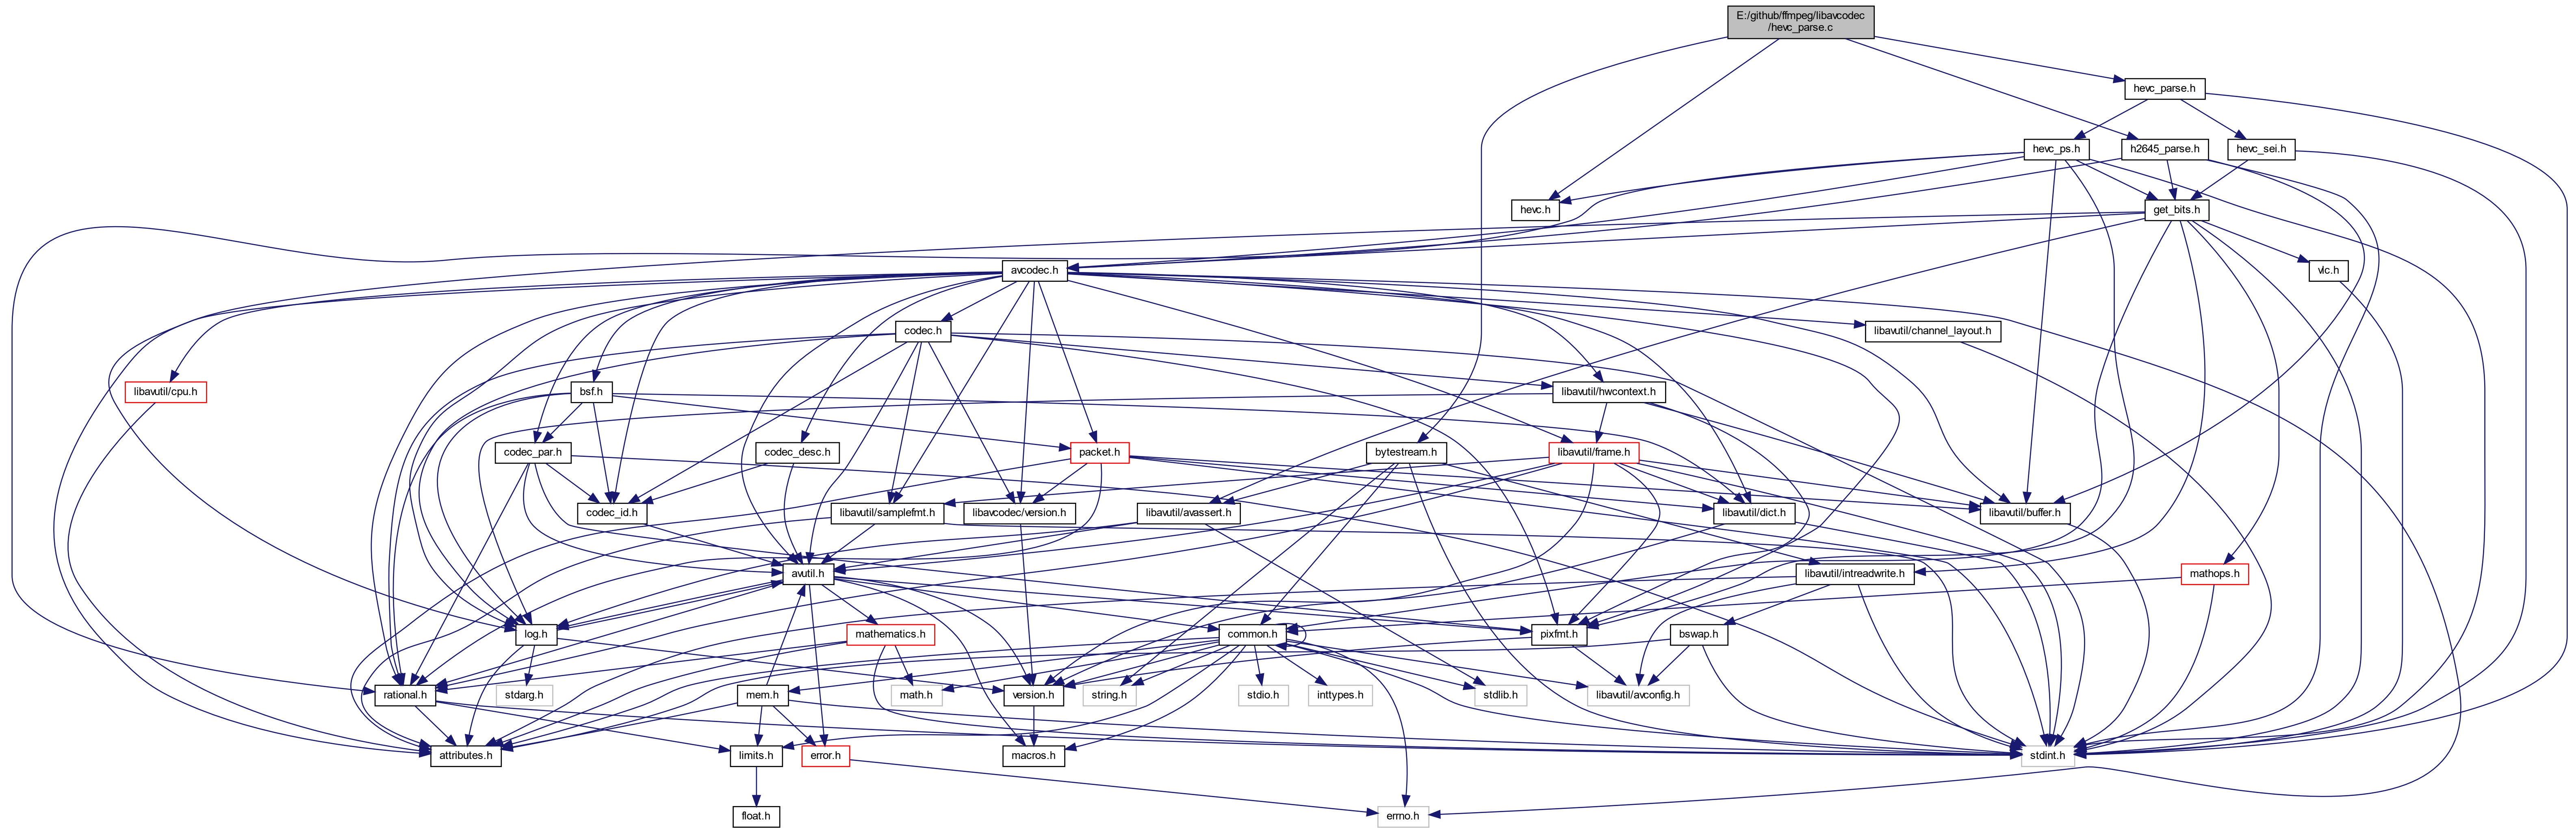 E:/github/ffmpeg/libavcodec
/hevc_parse.c
hevc_parse.h
hevc_ps.h
h2645_parse.h
hevc_sei.h
hevc.h
get_bits.h
avcodec.h
vlc.h
codec.h
libavutil/channel_layout.h
libavutil/cpu.h
bsf.h
libavutil/hwcontext.h
codec_par.h
codec_desc.h
packet.h
bytestream.h
libavutil/frame.h
codec_id.h
libavutil/samplefmt.h
libavcodec/version.h
libavutil/avassert.h
libavutil/dict.h
libavutil/buffer.h
avutil.h
libavutil/intreadwrite.h
mathops.h
log.h
mathematics.h
common.h
pixfmt.h
bswap.h
rational.h
stdarg.h
mem.h
math.h
version.h
string.h
stdio.h
inttypes.h
stdlib.h
libavutil/avconfig.h
attributes.h
limits.h
error.h
macros.h
stdint.h
float.h
errno.h